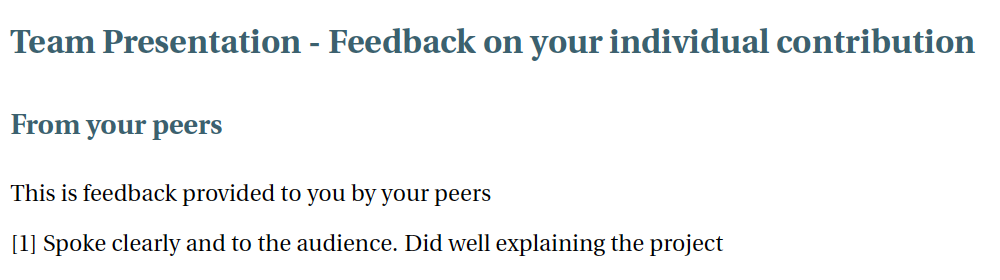 Team Presentation - Feedback on your individual contribution
From your peers
This is feedback provided to you by your peers
[1] Spoke clearly and to the audience. Did well explaining the project